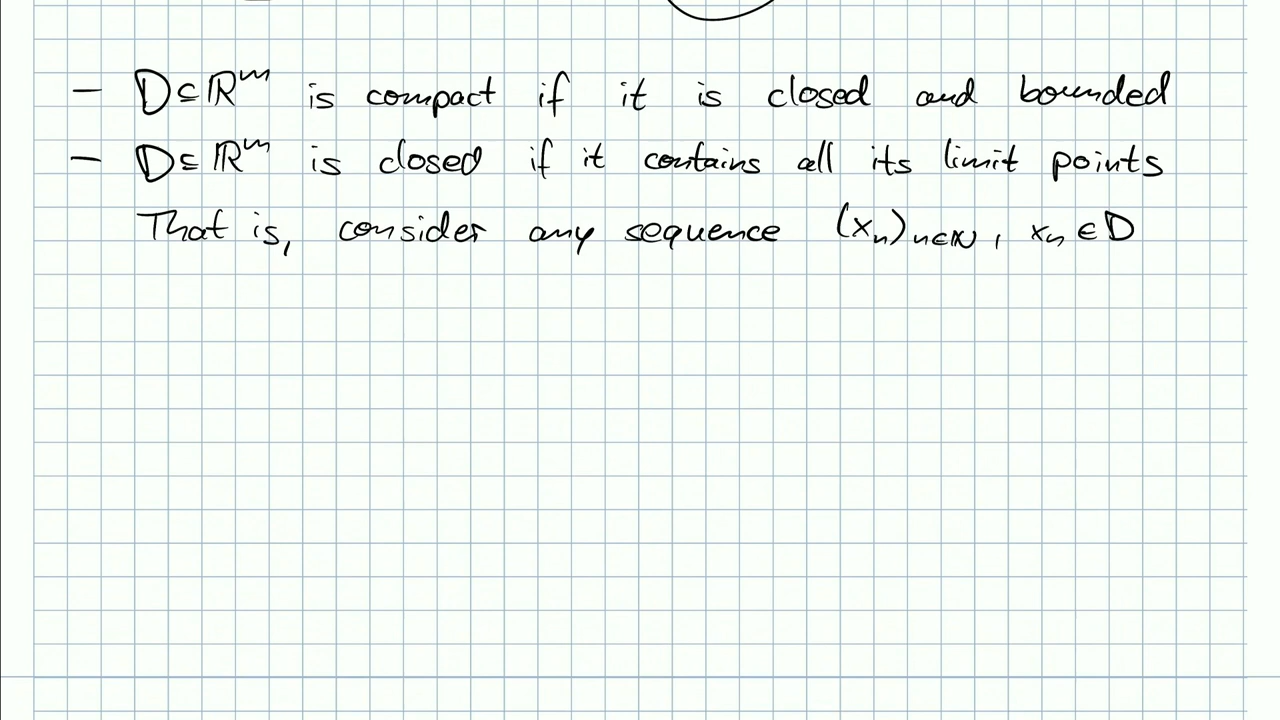 — D⊆ℝᵐ is compact if it is closed and bounded
— D⊆ℝᵐ is closed if it contains all its limit points
That is, consider any sequence (xₙ)ₙ∈ℕ, xₙ∈D